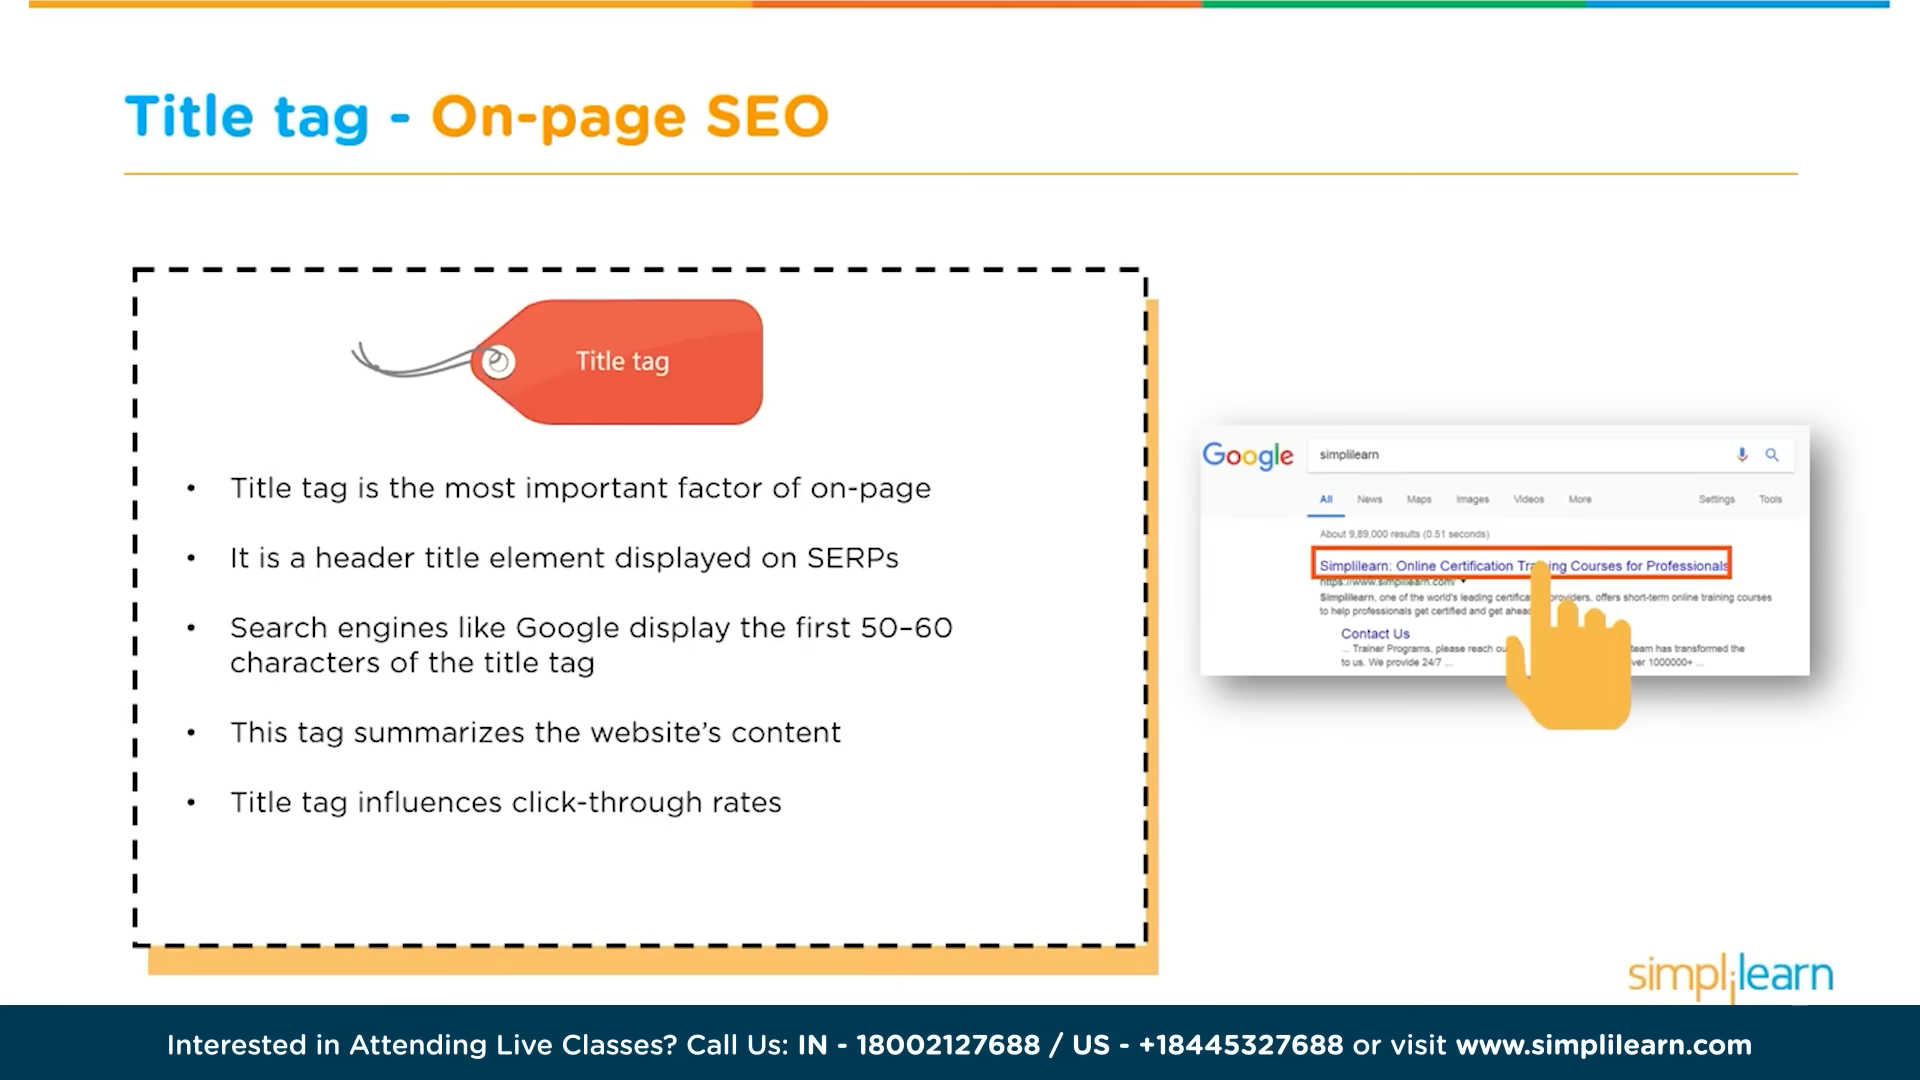 Title tag - On-page SEO
Title tag
• Title tag is the most important factor of on-page
• It is a header title element displayed on SERPs
• Search engines like Google display the first 50–60
characters of the title tag
• This tag summarizes the website's content
• Title tag influences click-through rates
Google simplilearn
All News Maps Images Videos More Settings Tools
About 9,89,000 results (0.51 seconds)
Simplilearn: Online Certification Training Courses for Professionals
https://www.simplilearn.com/
Simplilearn, one of the world's leading certifica providers, offers short-term online training courses
to help professionals get certified and get ahead
Contact Us
... Trainer Programs, please reach ou team has transformed the
to us. We provide 24/7 ... ver 1000000+ ...
simplilearn
Interested in Attending Live Classes? Call Us: IN - 18002127688 / US - +18445327688 or visit www.simplilearn.com